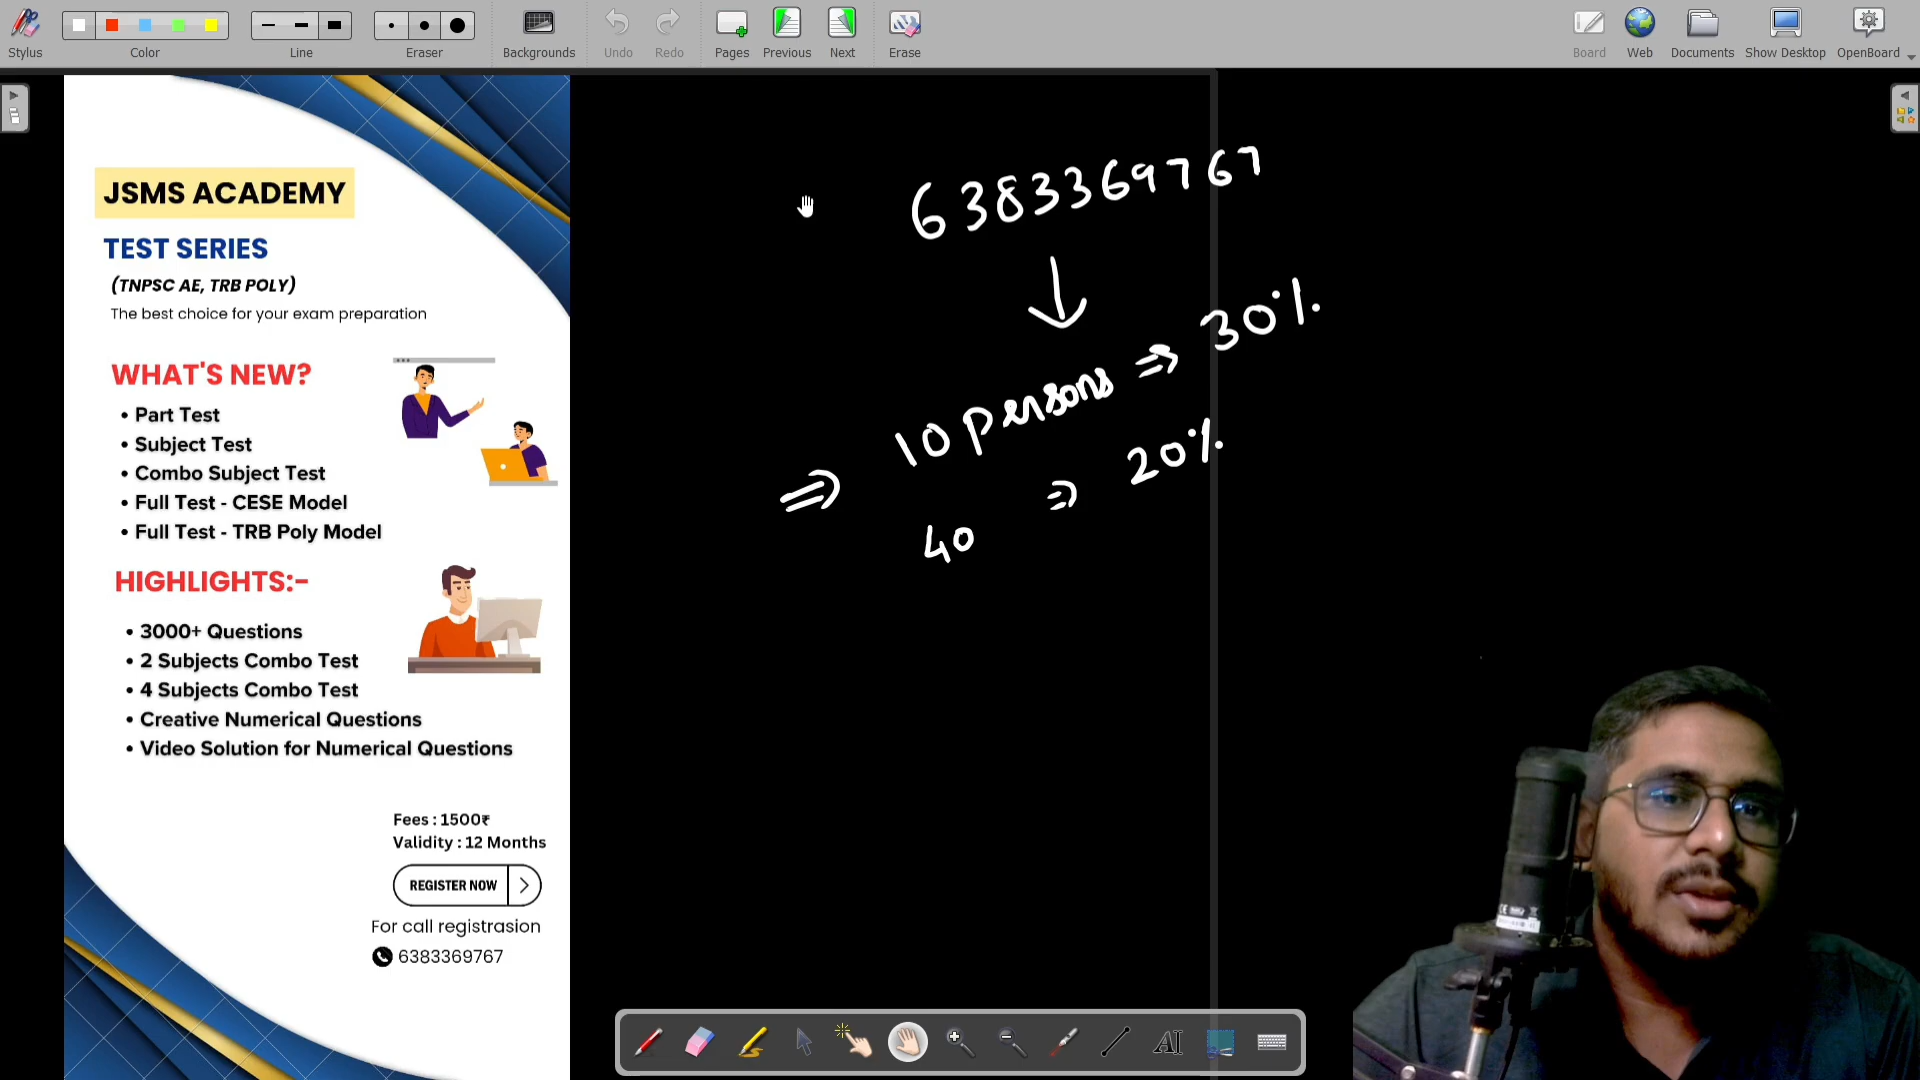 Stylus
Color
Line
Eraser
Backgrounds
Undo
Redo
Pages
Previous
Next
Erase
Board
Web
Documents
Show Desktop
OpenBoard
JSMS ACADEMY
TEST SERIES
(TNPSC AE, TRB POLY)
The best choice for your exam preparation
WHAT'S NEW?
• Part Test
• Subject Test
• Combo Subject Test
• Full Test - CESE Model
• Full Test - TRB Poly Model
HIGHLIGHTS:-
• 3000+ Questions
• 2 Subjects Combo Test
• 4 Subjects Combo Test
• Creative Numerical Questions
• Video Solution for Numerical Questions
Fees : 1500₹
Validity : 12 Months
REGISTER NOW
For call registrasion
6383369767
6383369767
↓
⇒ 10 persons ⇒ 30%
40 ⇒ 20%
AI